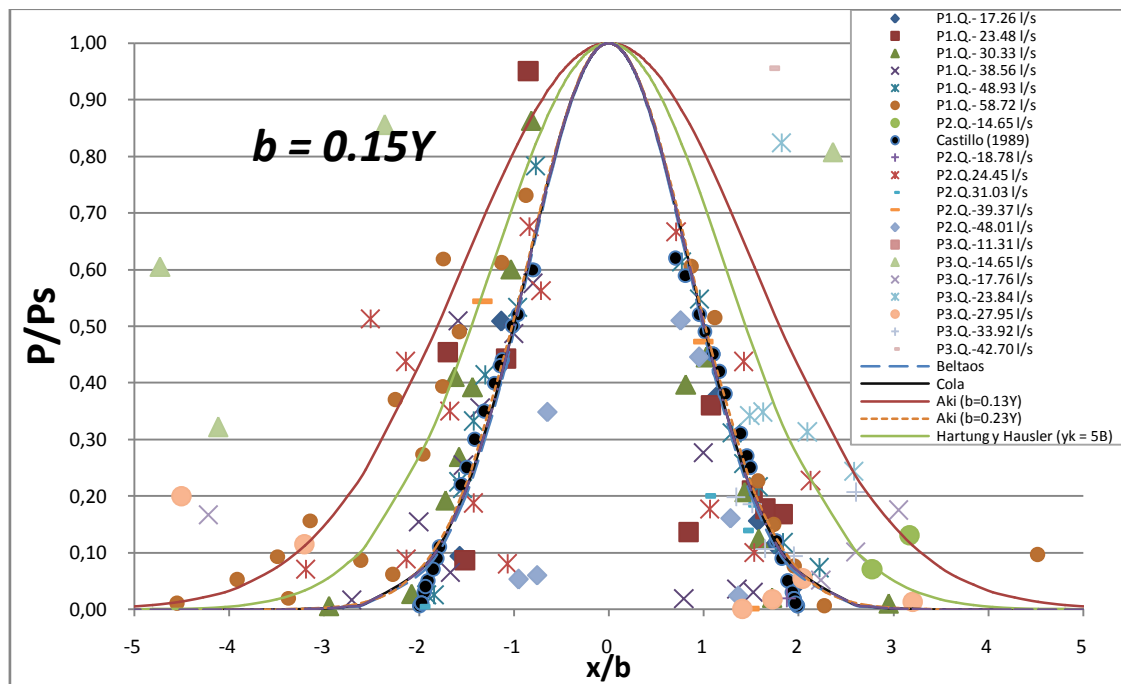 1,00
0,90
0,80
0,70
0,60
0,50
0,40
0,30
0,20
0,10
0,00
P/Ps
b = 0.15Y
-5 -4 -3 -2 -1 0 1 2 3 4 5
x/b
P1.Q.- 17.26 l/s
P1.Q.- 23.48 l/s
P1.Q.- 30.33 l/s
P1.Q.-38.56 l/s
P1.Q.-48.93 l/s
P1.Q.-58.72 l/s
P2.Q.-14.65 l/s
Castillo (1989)
P2.Q.-18.78 l/s
P2.Q.24.45 l/s
P2.Q.31.03 l/s
P2.Q.-39.37 l/s
P2.Q.-48.01 l/s
P3.Q.-11.31 l/s
P3.Q.-14.65 l/s
P3.Q.-17.76 l/s
P3.Q.-23.84 l/s
P3.Q.-27.95 l/s
P3.Q.-33.92 l/s
P3.Q.-42.70 l/s
Beltaos
Cola
Aki (b=0.13Y)
Aki (b=0.23Y)
Hartung y Hausler (yk = 5B)